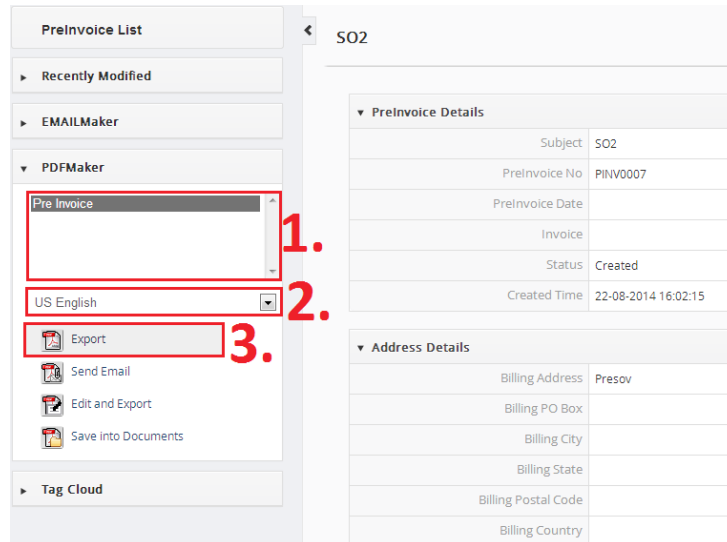 PreInvoice List
Recently Modified
EMAILMaker
PDFMaker
Pre Invoice
1.
US English
2.
Export
3.
Send Email
Edit and Export
Save into Documents
Tag Cloud
SO2
PreInvoice Details
Subject SO2
PreInvoice No PINV0007
PreInvoice Date
Invoice
Status Created
Created Time 22-08-2014 16:02:15
Address Details
Billing Address Presov
Billing PO Box
Billing City
Billing State
Billing Postal Code
Billing Country